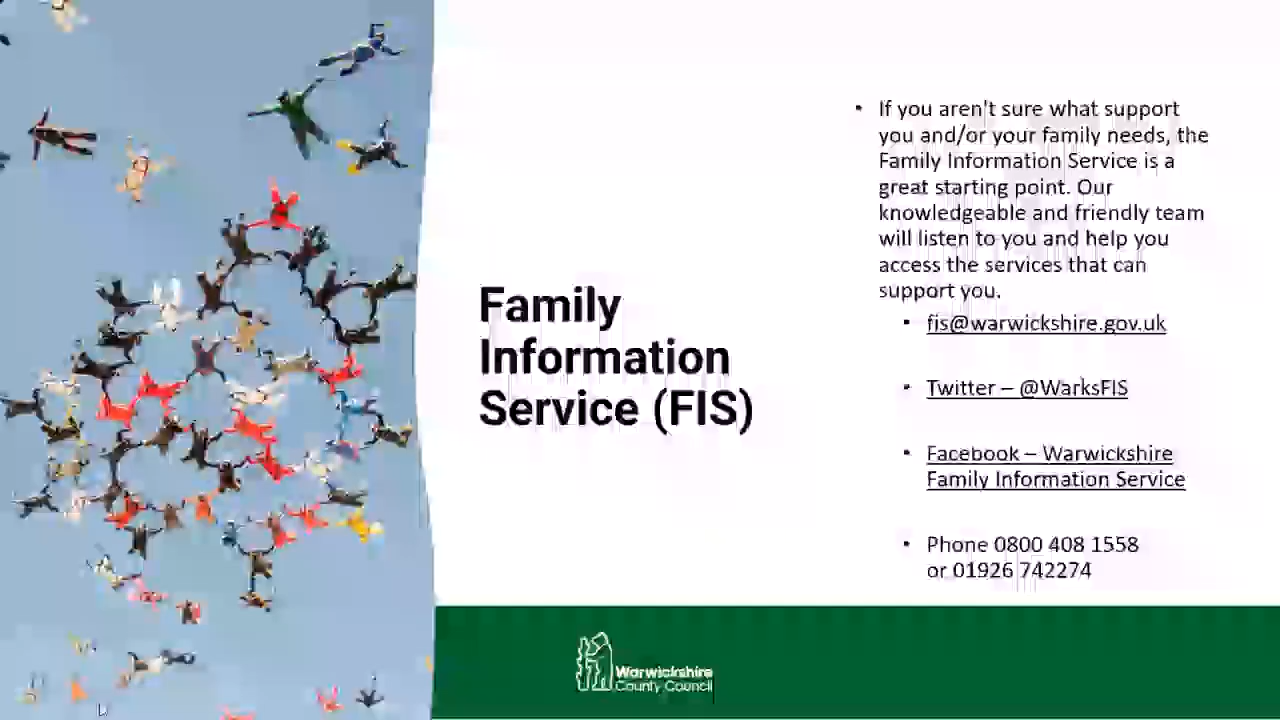 Family
Information
Service (FIS)
• If you aren't sure what support
you and/or your family needs, the
Family Information Service is a
great starting point. Our
knowledgeable and friendly team
will listen to you and help you
access the services that can
support you.
• fis@warwickshire.gov.uk
• Twitter – @WarksFIS
• Facebook – Warwickshire
Family Information Service
• Phone 0800 408 1558
or 01926 742274
Warwickshire
County Council